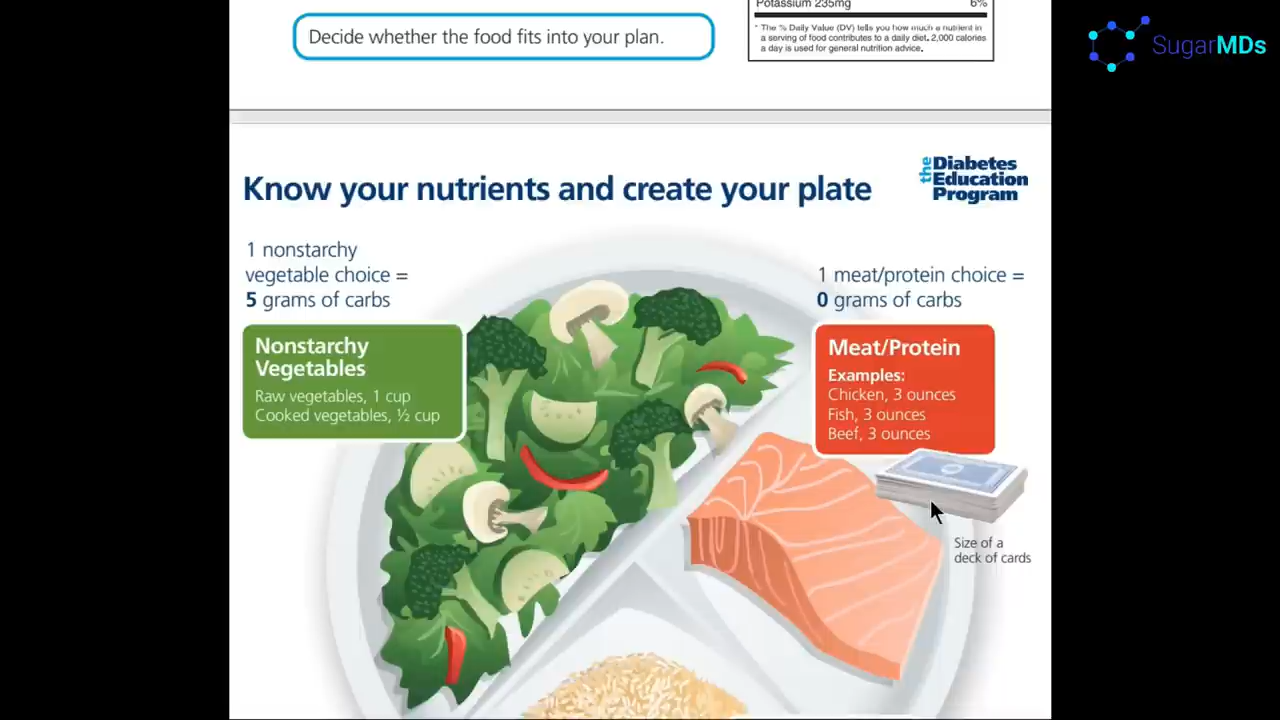 Potassium 235mg 6%
* The % Daily Value (DV) tells you how much a nutrient in
a serving of food contributes to a daily diet. 2,000 calories
a day is used for general nutrition advice.
Decide whether the food fits into your plan.
SugarMDs
Know your nutrients and create your plate
the Diabetes
Education
Program
1 nonstarchy
vegetable choice =
5 grams of carbs
Nonstarchy
Vegetables
Raw vegetables, 1 cup
Cooked vegetables, ½ cup
1 meat/protein choice =
0 grams of carbs
Meat/Protein
Examples:
Chicken, 3 ounces
Fish, 3 ounces
Beef, 3 ounces
Size of a
deck of cards